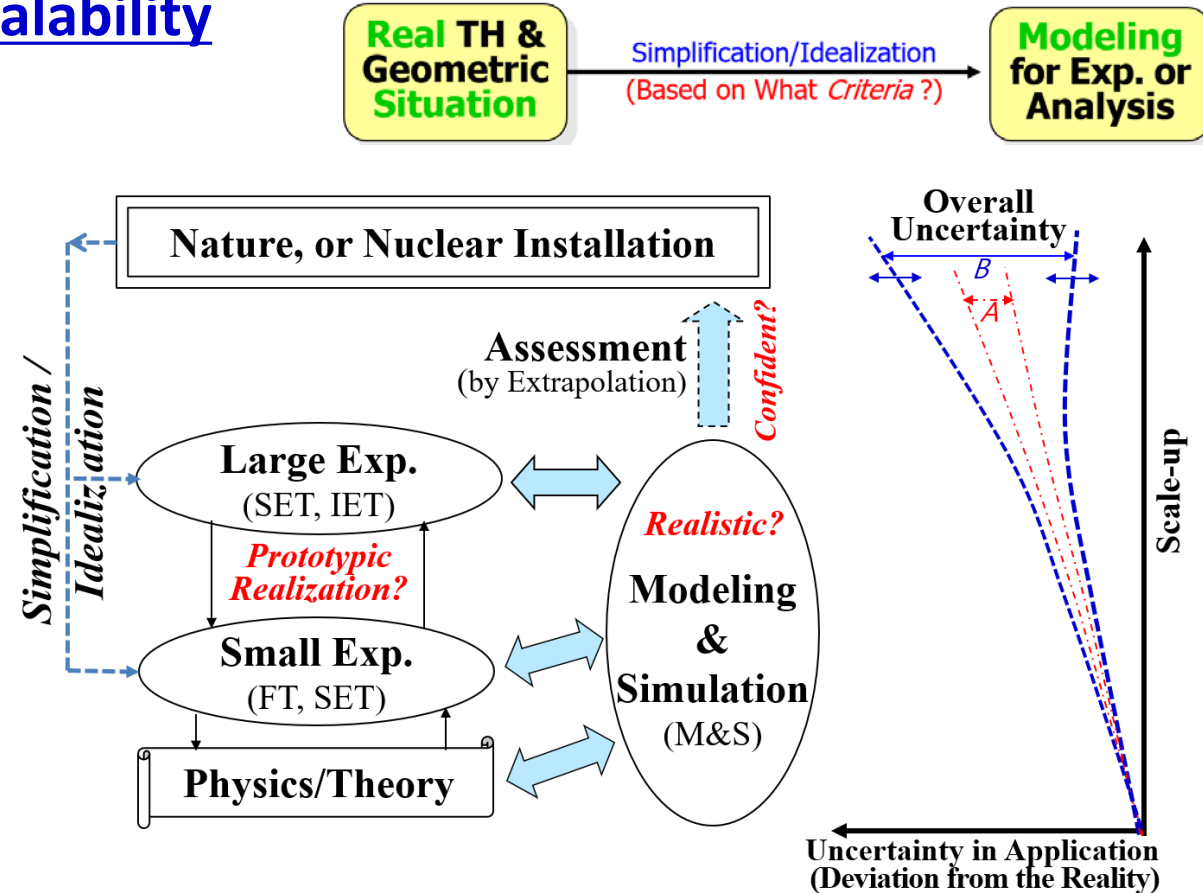 alability
Real TH &
Geometric
Situation
Simplification/Idealization
(Based on What Criteria ?)
Modeling
for Exp. or
Analysis
Nature, or Nuclear Installation
Simplification /
Idealization
Assessment
(by Extrapolation)
Confident?
Large Exp.
(SET, IET)
Prototypic
Realization?
Small Exp.
(FT, SET)
Physics/Theory
Realistic?
Modeling
&
Simulation
(M&S)
Overall
Uncertainty
B
A
Scale-up
Uncertainty in Application
(Deviation from the Reality)